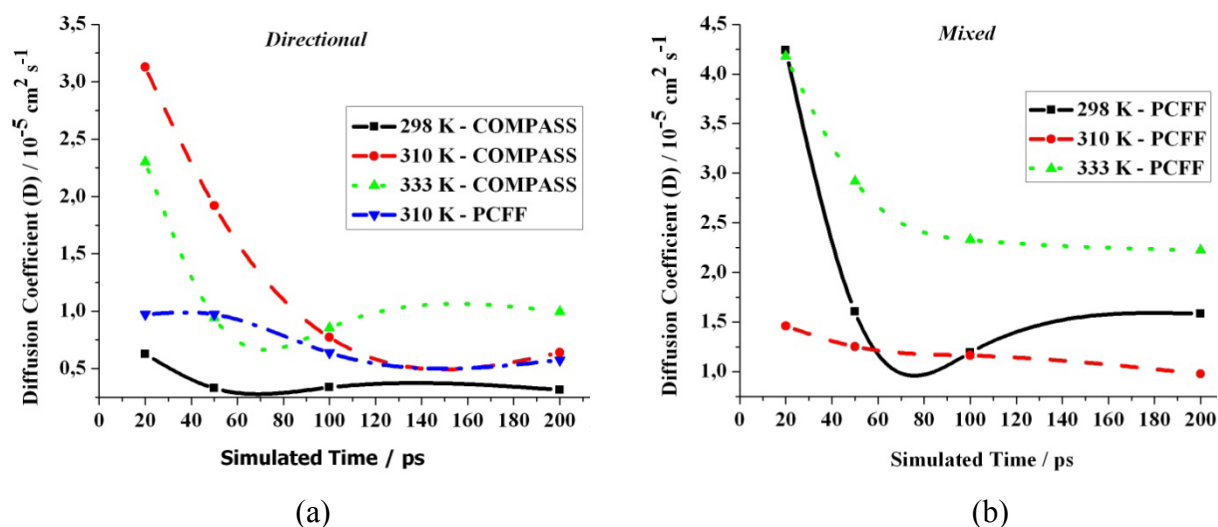 Directional
Diffusion Coefficient (D) / 10⁻⁵ cm² s⁻¹
3,5
3,0
2,5
2,0
1,5
1,0
0,5
298 K - COMPASS
310 K - COMPASS
333 K - COMPASS
310 K - PCFF
0 20 40 60 80 100 120 140 160 180 200
Simulated Time / ps
(a)
Mixed
Diffusion Coefficient (D) / 10⁻⁵ cm² s⁻¹
4,5
4,0
3,5
3,0
2,5
2,0
1,5
1,0
298 K - PCFF
310 K - PCFF
333 K - PCFF
0 20 40 60 80 100 120 140 160 180 200
Simulated Time / ps
(b)